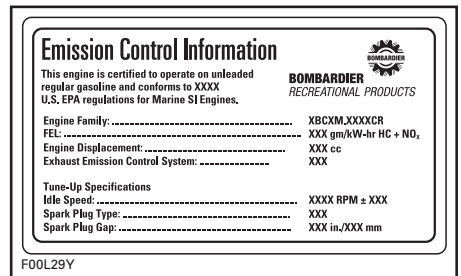 Emission Control Information
This engine is certified to operate on unleaded
regular gasoline and conforms to XXXX
U.S. EPA regulations for Marine SI Engines.
BOMBARDIER
BOMBARDIER
RECREATIONAL PRODUCTS
Engine Family: XBCXM.XXXXCR
FEL: XXX gm/kW-hr HC + NOx
Engine Displacement: XXX cc
Exhaust Emission Control System: XXX
Tune-Up Specifications
Idle Speed: XXXX RPM ± XXX
Spark Plug Type: XXX
Spark Plug Gap: XXX in./XXX mm
F00L29Y